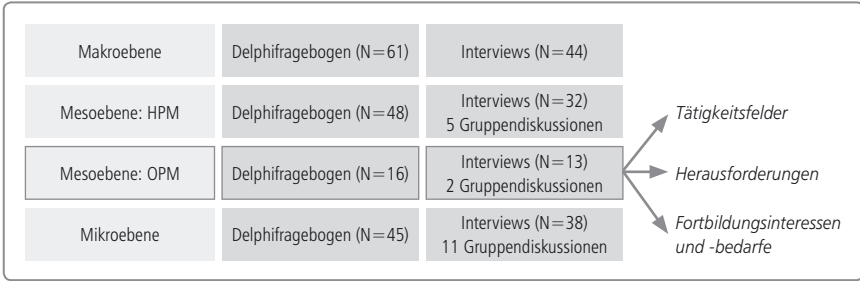 Makroebene
Delphifragebogen (N=61)
Interviews (N=44)
Mesoebene: HPM
Delphifragebogen (N=48)
Interviews (N=32)
5 Gruppendiskussionen
Mesoebene: OPM
Delphifragebogen (N=16)
Interviews (N=13)
2 Gruppendiskussionen
Mikroebene
Delphifragebogen (N=45)
Interviews (N=38)
11 Gruppendiskussionen
Tätigkeitsfelder
Herausforderungen
Fortbildungsinteressen
und -bedarfe